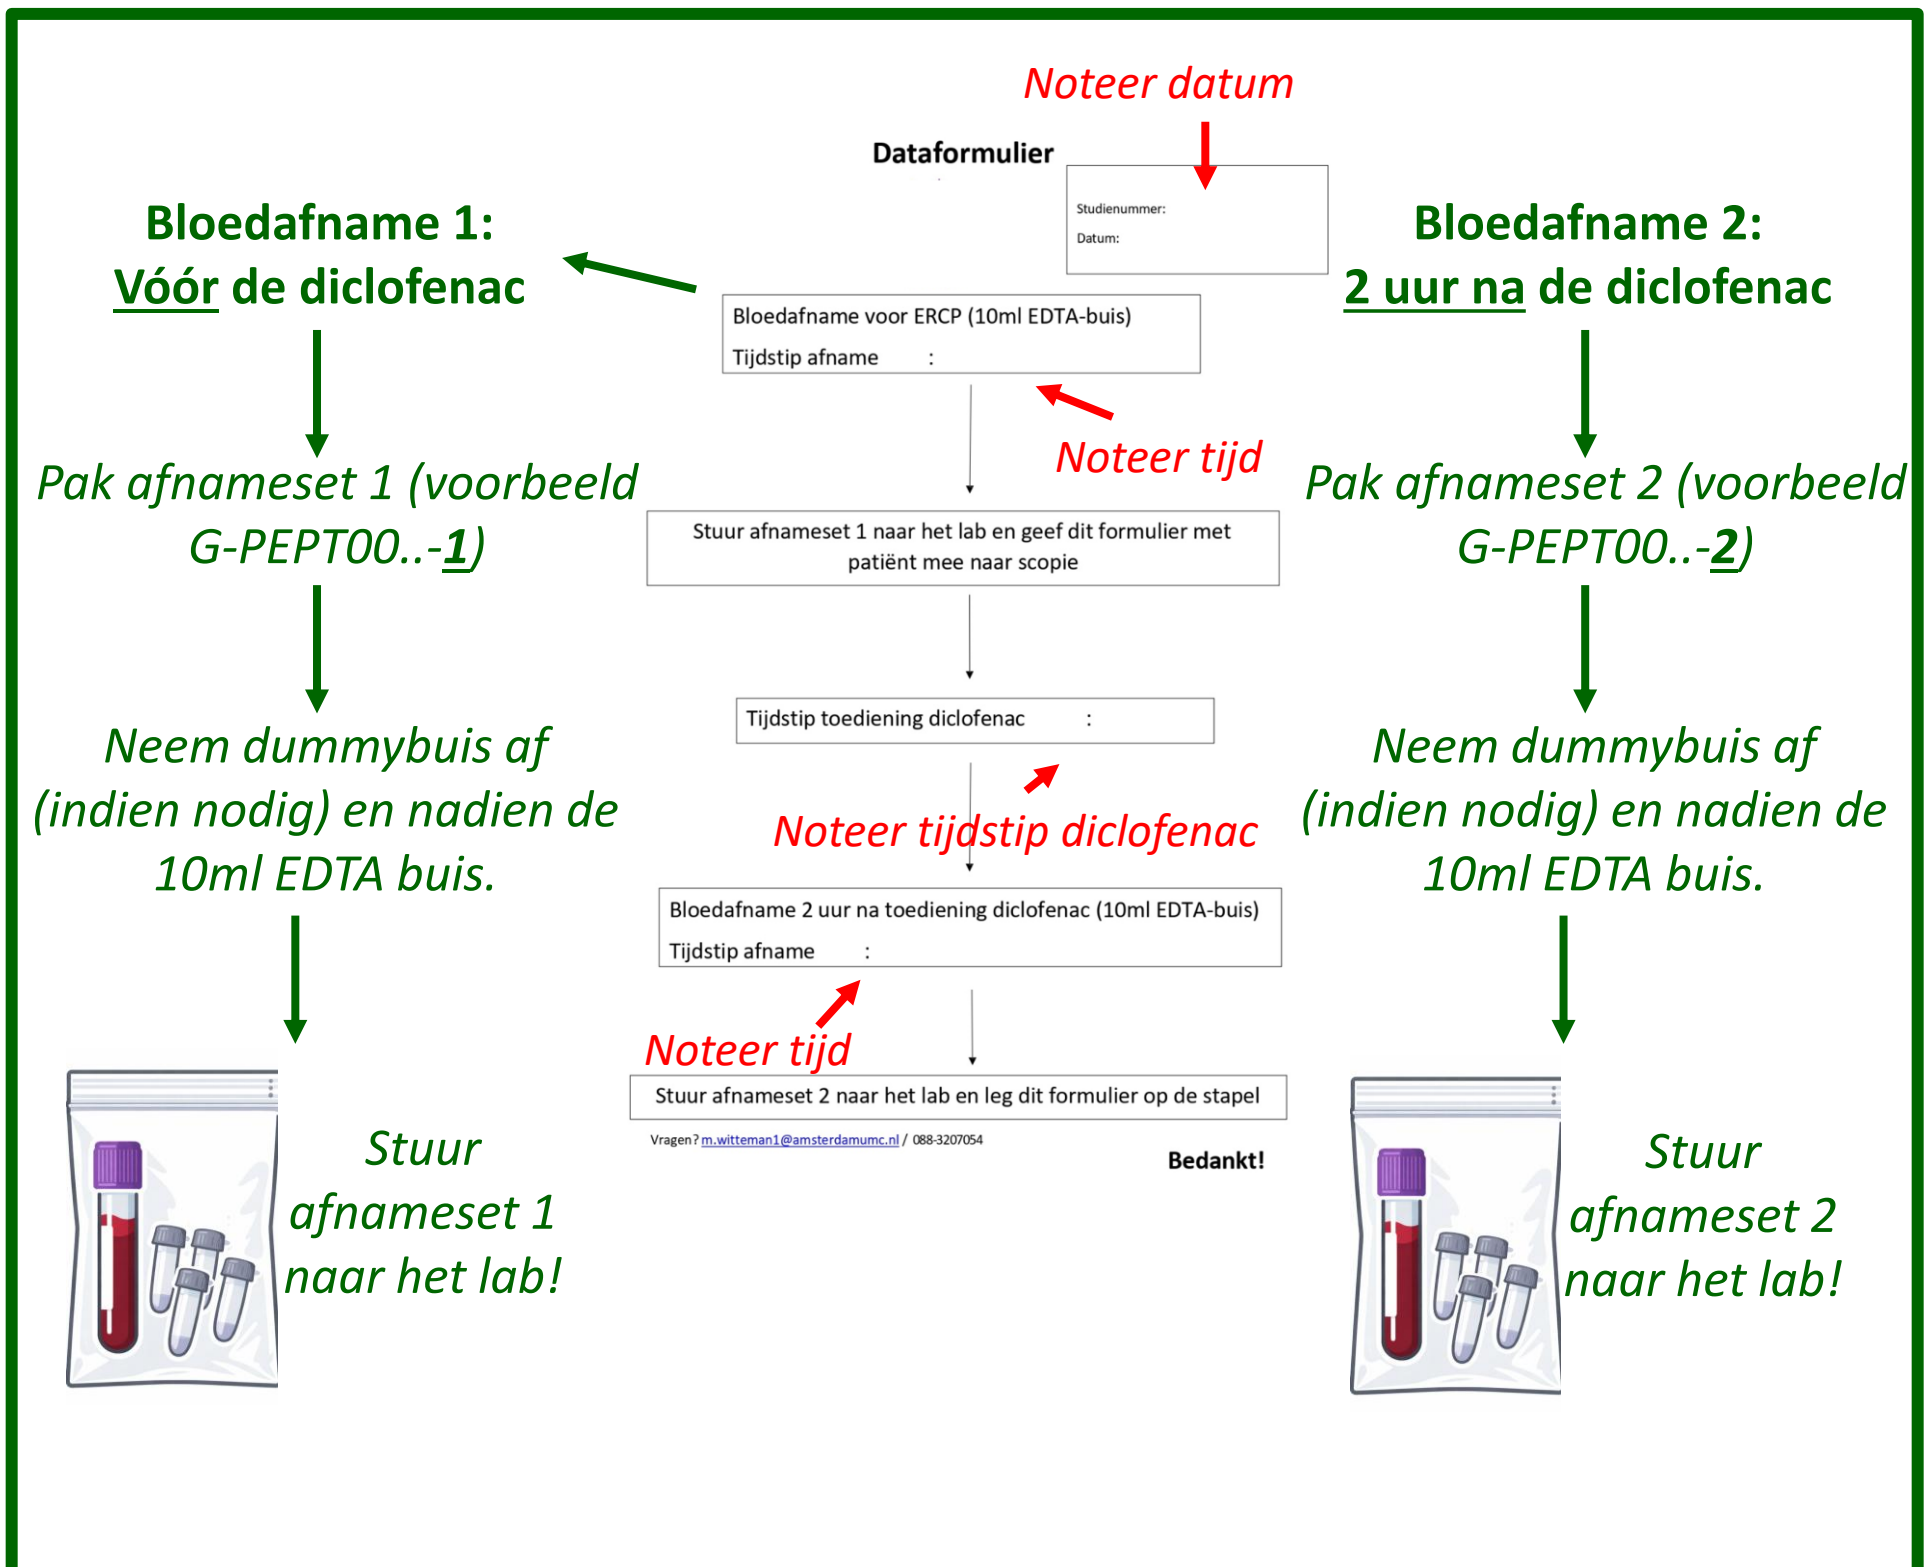 Noteer datum
Dataformulier
Studienummer:
Datum:
Bloedafname 1:
Vóór de diclofenac
Pak afnameset 1 (voorbeeld
G-PEPT00..-1)
Neem dummybuis af
(indien nodig) en nadien de
10ml EDTA buis.
Stuur
afnameset 1
naar het lab!
Bloedafname voor ERCP (10ml EDTA-buis)
Tijdstip afname :
Noteer tijd
Stuur afnameset 1 naar het lab en geef dit formulier met
patiënt mee naar scopie
Tijdstip toediening diclofenac :
Noteer tijdstip diclofenac
Bloedafname 2 uur na toediening diclofenac (10ml EDTA-buis)
Tijdstip afname :
Noteer tijd
Stuur afnameset 2 naar het lab en leg dit formulier op de stapel
Vragen? m.witteman1@amsterdamumc.nl / 088-3207054
Bedankt!
Bloedafname 2:
2 uur na de diclofenac
Pak afnameset 2 (voorbeeld
G-PEPT00..-2)
Neem dummybuis af
(indien nodig) en nadien de
10ml EDTA buis.
Stuur
afnameset 2
naar het lab!